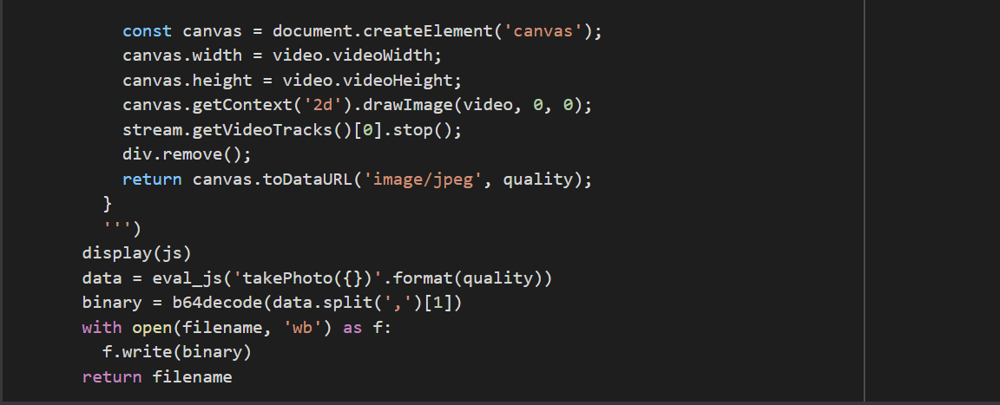 const canvas = document.createElement('canvas');
canvas.width = video.videoWidth;
canvas.height = video.videoHeight;
canvas.getContext('2d').drawImage(video, 0, 0);
stream.getVideoTracks()[0].stop();
div.remove();
return canvas.toDataURL('image/jpeg', quality);
}
''')
display(js)
data = eval_js('takePhoto({})'.format(quality))
binary = b64decode(data.split(',')[1])
with open(filename, 'wb') as f:
f.write(binary)
return filename